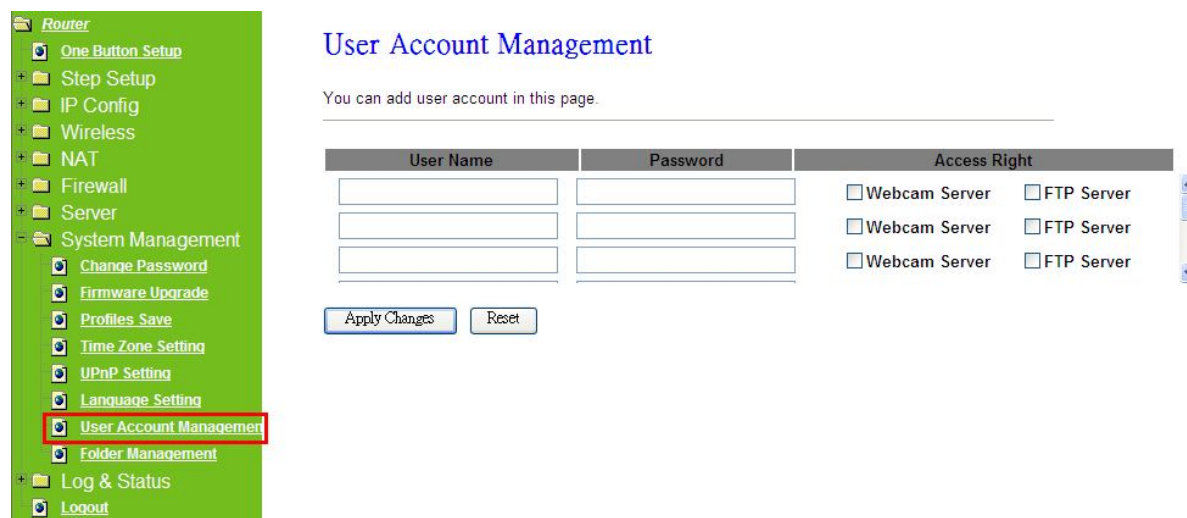 Router
One Button Setup
Step Setup
IP Config
Wireless
NAT
Firewall
Server
System Management
Change Password
Firmware Upgrade
Profiles Save
Time Zone Setting
UPnP Setting
Language Setting
User Account Managemen
Folder Management
Log & Status
Logout
User Account Management
You can add user account in this page.
User Name Password Access Right
Webcam Server FTP Server
Webcam Server FTP Server
Webcam Server FTP Server
Apply Changes Reset